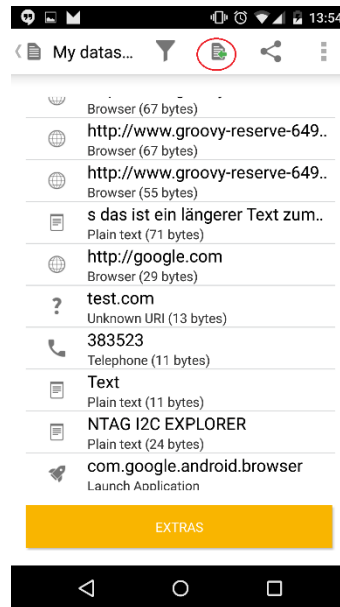 13:54
My datas...
Browser (67 bytes)
http://www.groovy-reserve-649..
Browser (67 bytes)
http://www.groovy-reserve-649..
Browser (55 bytes)
s das ist ein längerer Text zum..
Plain text (71 bytes)
http://google.com
Browser (29 bytes)
test.com
Unknown URI (13 bytes)
383523
Telephone (11 bytes)
Text
Plain text (11 bytes)
NTAG I2C EXPLORER
Plain text (24 bytes)
com.google.android.browser
Launch Application
EXTRAS